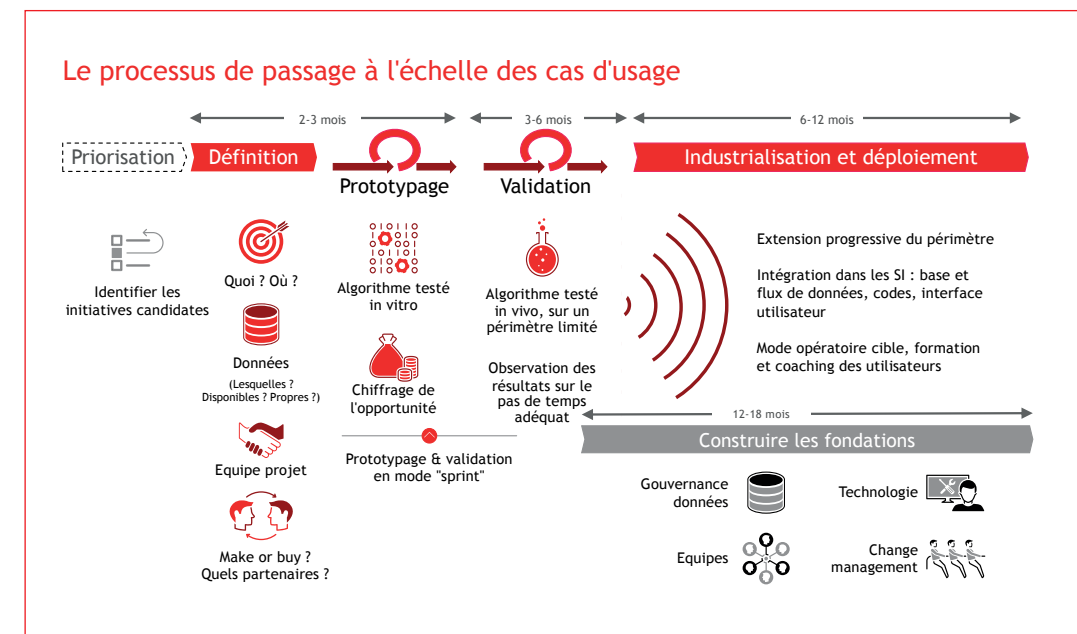 Le processus de passage à l'échelle des cas d'usage
2-3 mois
3-6 mois
6-12 mois
Priorisation
Définition
Prototypage
Validation
Industrialisation et déploiement
Identifier les
initiatives candidates
Quoi ? Où ?
Données
(Lesquelles ?
Disponibles ? Propres ?)
Equipe projet
Make or buy ?
Quels partenaires ?
Algorithme testé
in vitro
Chiffrage de
l'opportunité
Algorithme testé
in vivo, sur un
périmètre limité
Observation des
résultats sur le
pas de temps
adéquat
Prototypage & validation
en mode "sprint"
Extension progressive du périmètre
Intégration dans les SI : base et
flux de données, codes, interface
utilisateur
Mode opératoire cible, formation
et coaching des utilisateurs
12-18 mois
Construire les fondations
Gouvernance
données
Technologie
Equipes
Change
management